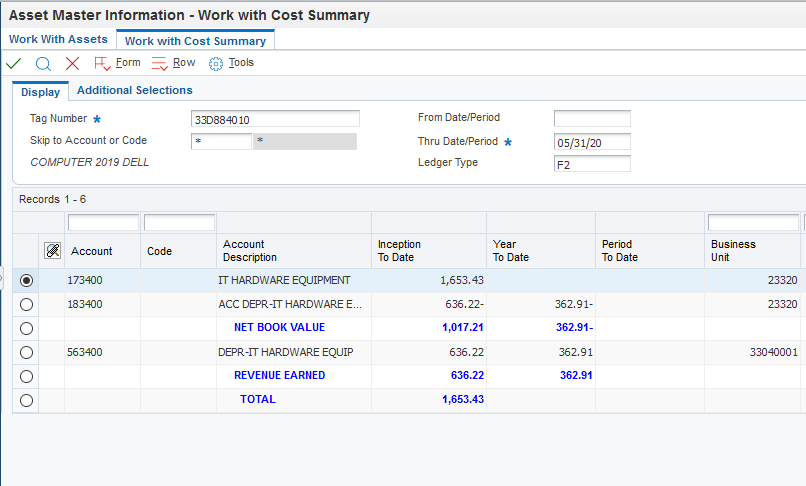 Asset Master Information - Work with Cost Summary
Work With Assets Work with Cost Summary
Form Row Tools
Display Additional Selections
Tag Number * 33D884010 From Date/Period
Skip to Account or Code * * Thru Date/Period * 05/31/20
COMPUTER 2019 DELL Ledger Type F2
Records 1 - 6
Account Code Account Description Inception To Date Year To Date Period To Date Business Unit
173400 IT HARDWARE EQUIPMENT 1,653.43 23320
183400 ACC DEPR-IT HARDWARE E... 636.22- 362.91- 23320
NET BOOK VALUE 1,017.21 362.91-
563400 DEPR-IT HARDWARE EQUIP 636.22 362.91 33040001
REVENUE EARNED 636.22 362.91
TOTAL 1,653.43